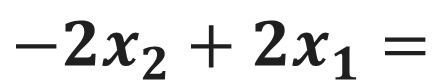 −2x₂ + 2x₁ =